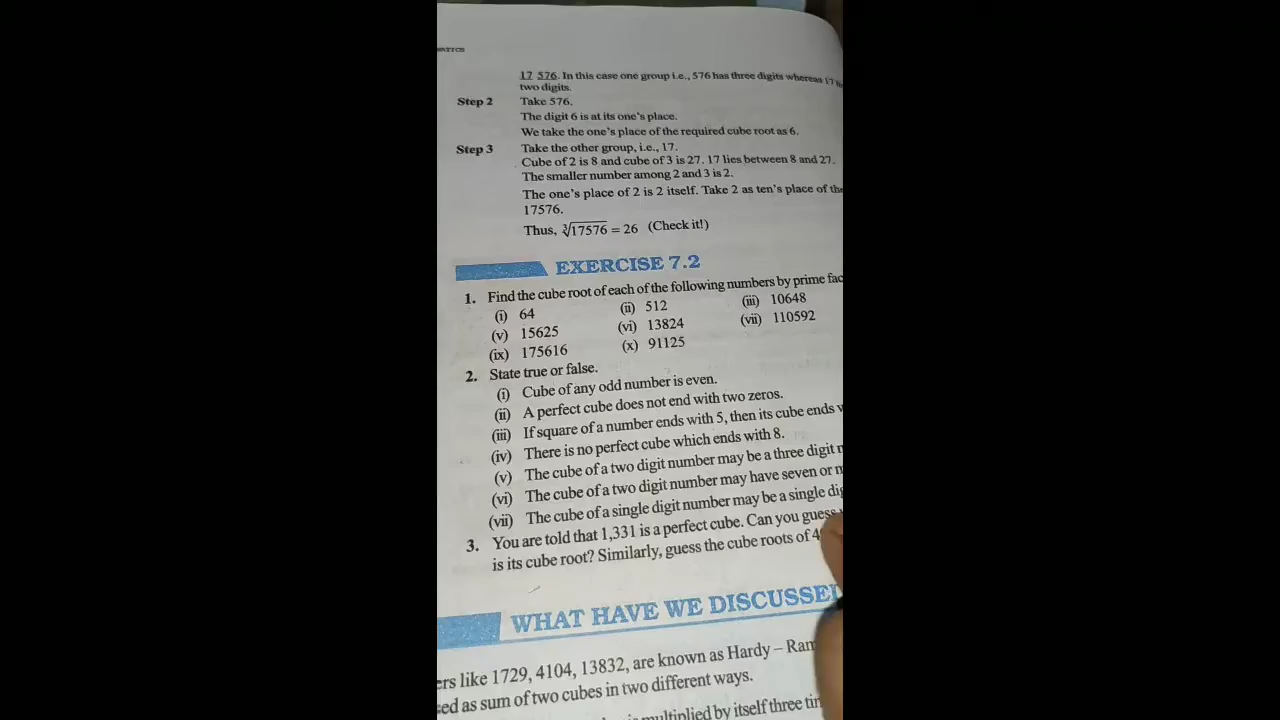 17 576. In this case one group i.e., 576 has three digits whereas 17
two digits.
Step 2 Take 576.
The digit 6 is at its one's place.
We take the one's place of the required cube root as 6.
Step 3 Take the other group, i.e., 17.
Cube of 2 is 8 and cube of 3 is 27. 17 lies between 8 and 27.
The smaller number among 2 and 3 is 2.
The one's place of 2 is 2 itself. Take 2 as ten's place of the
17576.
Thus, ∛17576 = 26 (Check it!)
EXERCISE 7.2
1. Find the cube root of each of the following numbers by prime fac
(i) 64 (ii) 512 (iii) 10648
(v) 15625 (vi) 13824 (vii) 110592
(ix) 175616 (x) 91125
2. State true or false.
(i) Cube of any odd number is even.
(ii) A perfect cube does not end with two zeros.
(iii) If square of a number ends with 5, then its cube ends
(iv) There is no perfect cube which ends with 8.
(v) The cube of a two digit number may be a three digit
(vi) The cube of a two digit number may have seven or
(vii) The cube of a single digit number may be a single
3. You are told that 1,331 is a perfect cube. Can you guess
is its cube root? Similarly, guess the cube roots of 4
WHAT HAVE WE DISCUSSED
ers like 1729, 4104, 13832, are known as Hardy – Ram
ed as sum of two cubes in two different ways.
multiplied by itself three